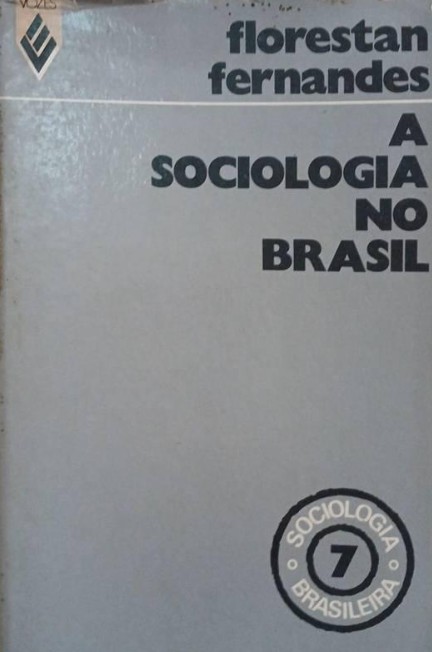 VOZES
florestan
fernandes
A
SOCIOLOGIA
NO
BRASIL
SOCIOLOGIA
7
BRASILEIRA